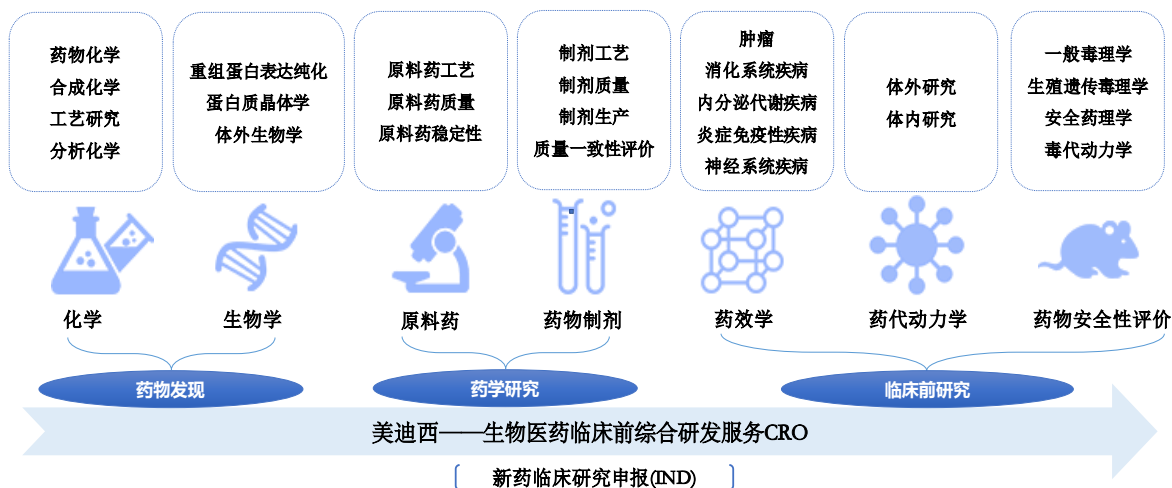 药物化学
合成化学
工艺研究
分析化学
重组蛋白表达纯化
蛋白质晶体学
体外生物学
原料药工艺
原料药质量
原料药稳定性
制剂工艺
制剂质量
制剂生产
质量一致性评价
肿瘤
消化系统疾病
内分泌代谢疾病
炎症免疫性疾病
神经系统疾病
体外研究
体内研究
一般毒理学
生殖遗传毒理学
安全药理学
毒代动力学
化学
生物学
原料药
药物制剂
药效学
药代动力学
药物安全性评价
药物发现
药学研究
临床前研究
美迪西——生物医药临床前综合研发服务CRO
新药临床研究申报(IND)